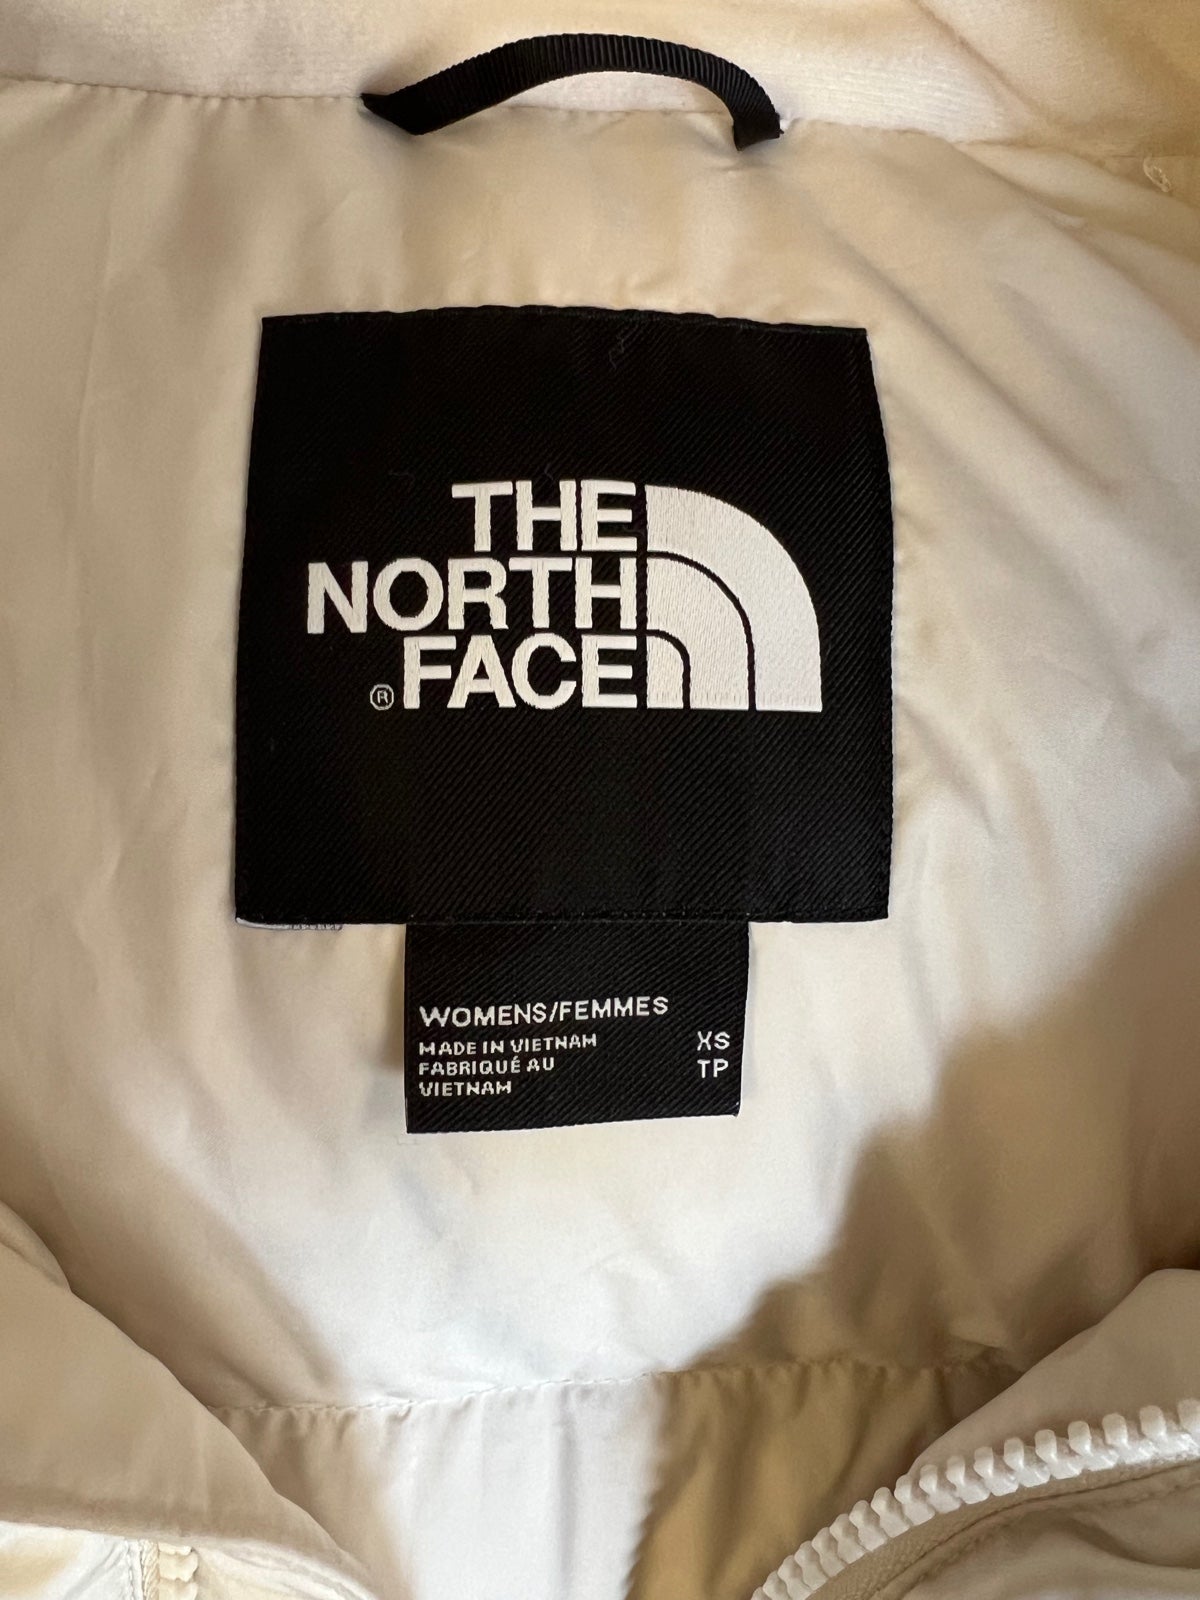 THE
NORTH
FACE
®
WOMENS/FEMMES
MADE IN VIETNAM XS
FABRIQUÉ AU TP
VIETNAM